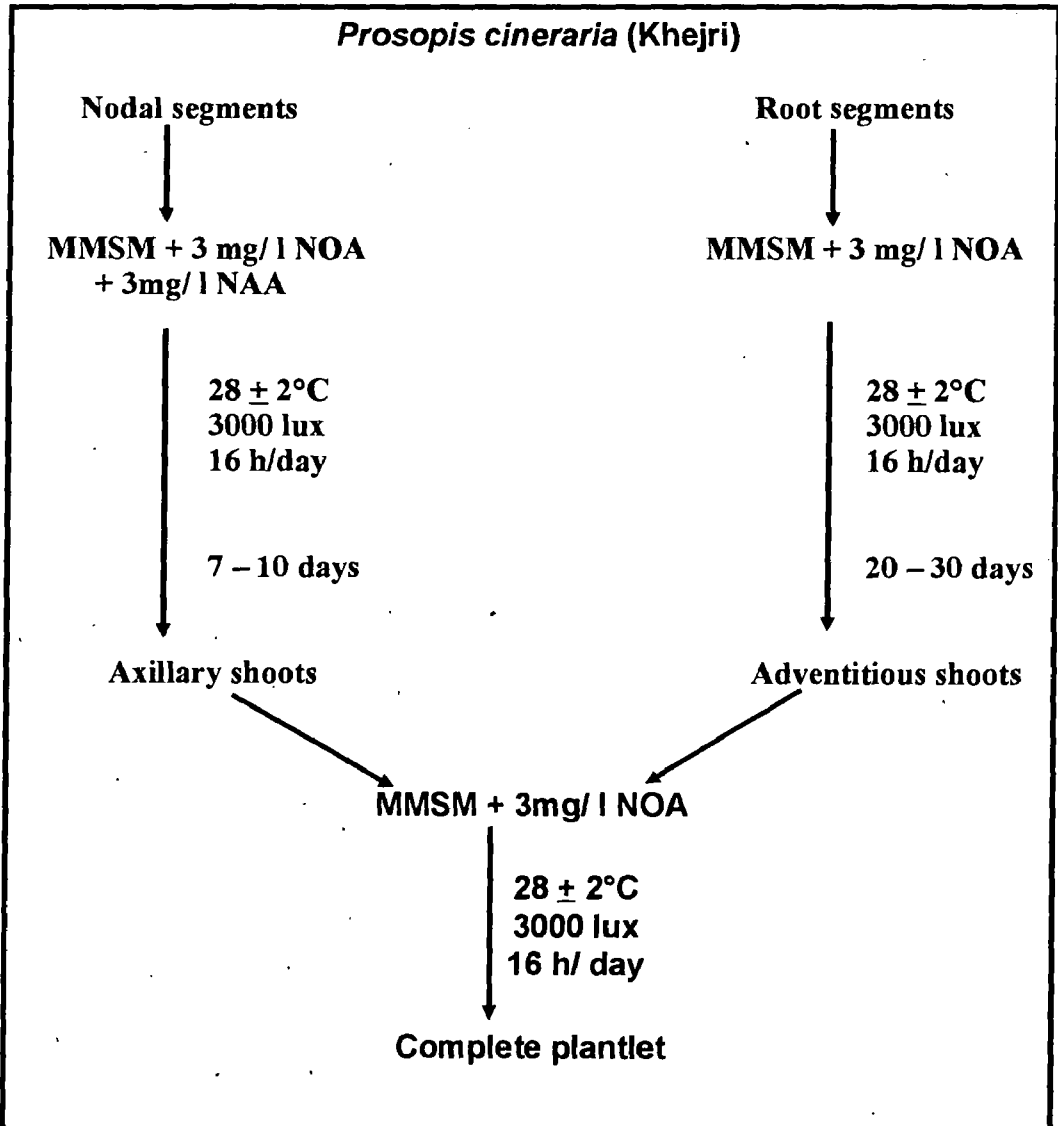 Prosopis cineraria (Khejri)
Nodal segments
MMSM + 3 mg/ l NOA
+ 3mg/ l NAA
28 ± 2°C
3000 lux
16 h/day
7 – 10 days
Axillary shoots
Root segments
MMSM + 3 mg/ l NOA
28 ± 2°C
3000 lux
16 h/day
20 – 30 days
Adventitious shoots
MMSM + 3mg/ l NOA
28 ± 2°C
3000 lux
16 h/ day
Complete plantlet